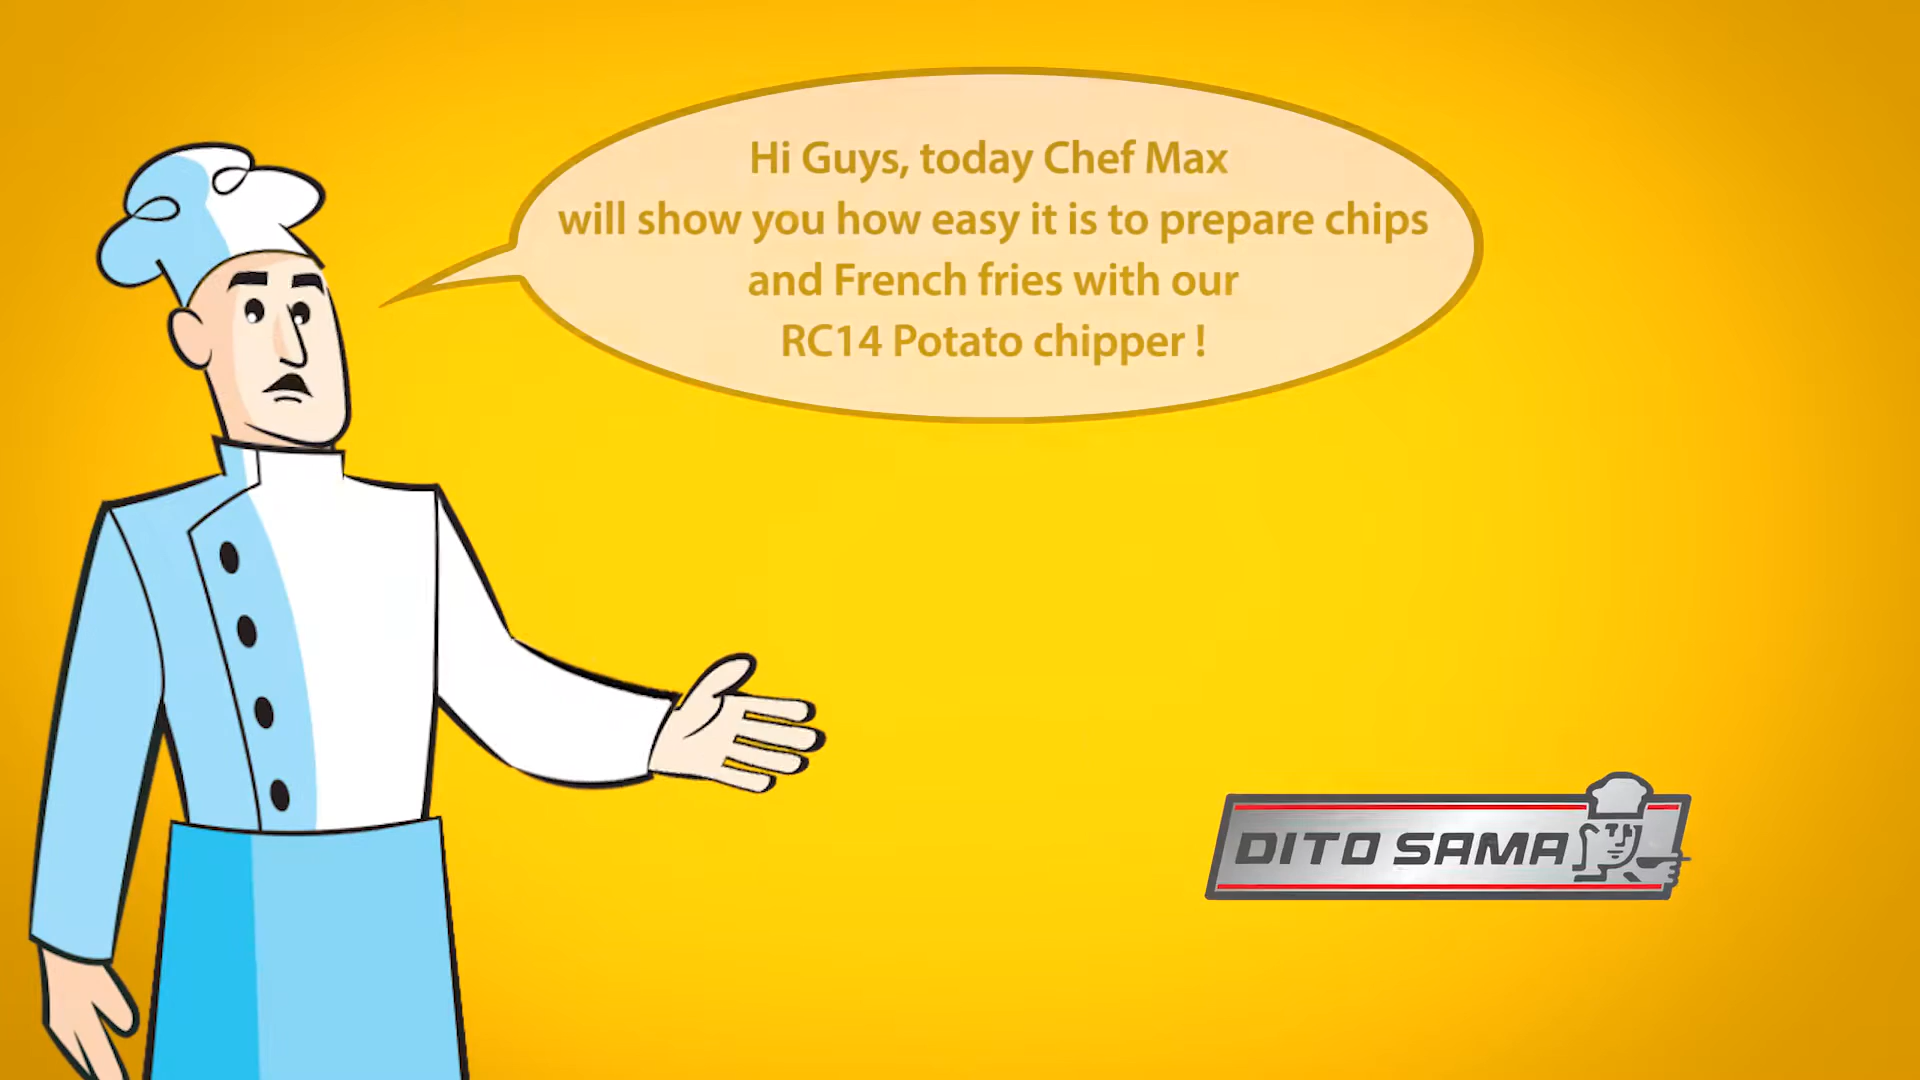 Hi Guys, today Chef Max
will show you how easy it is to prepare chips
and French fries with our
RC14 Potato chipper !
DITO SAMA